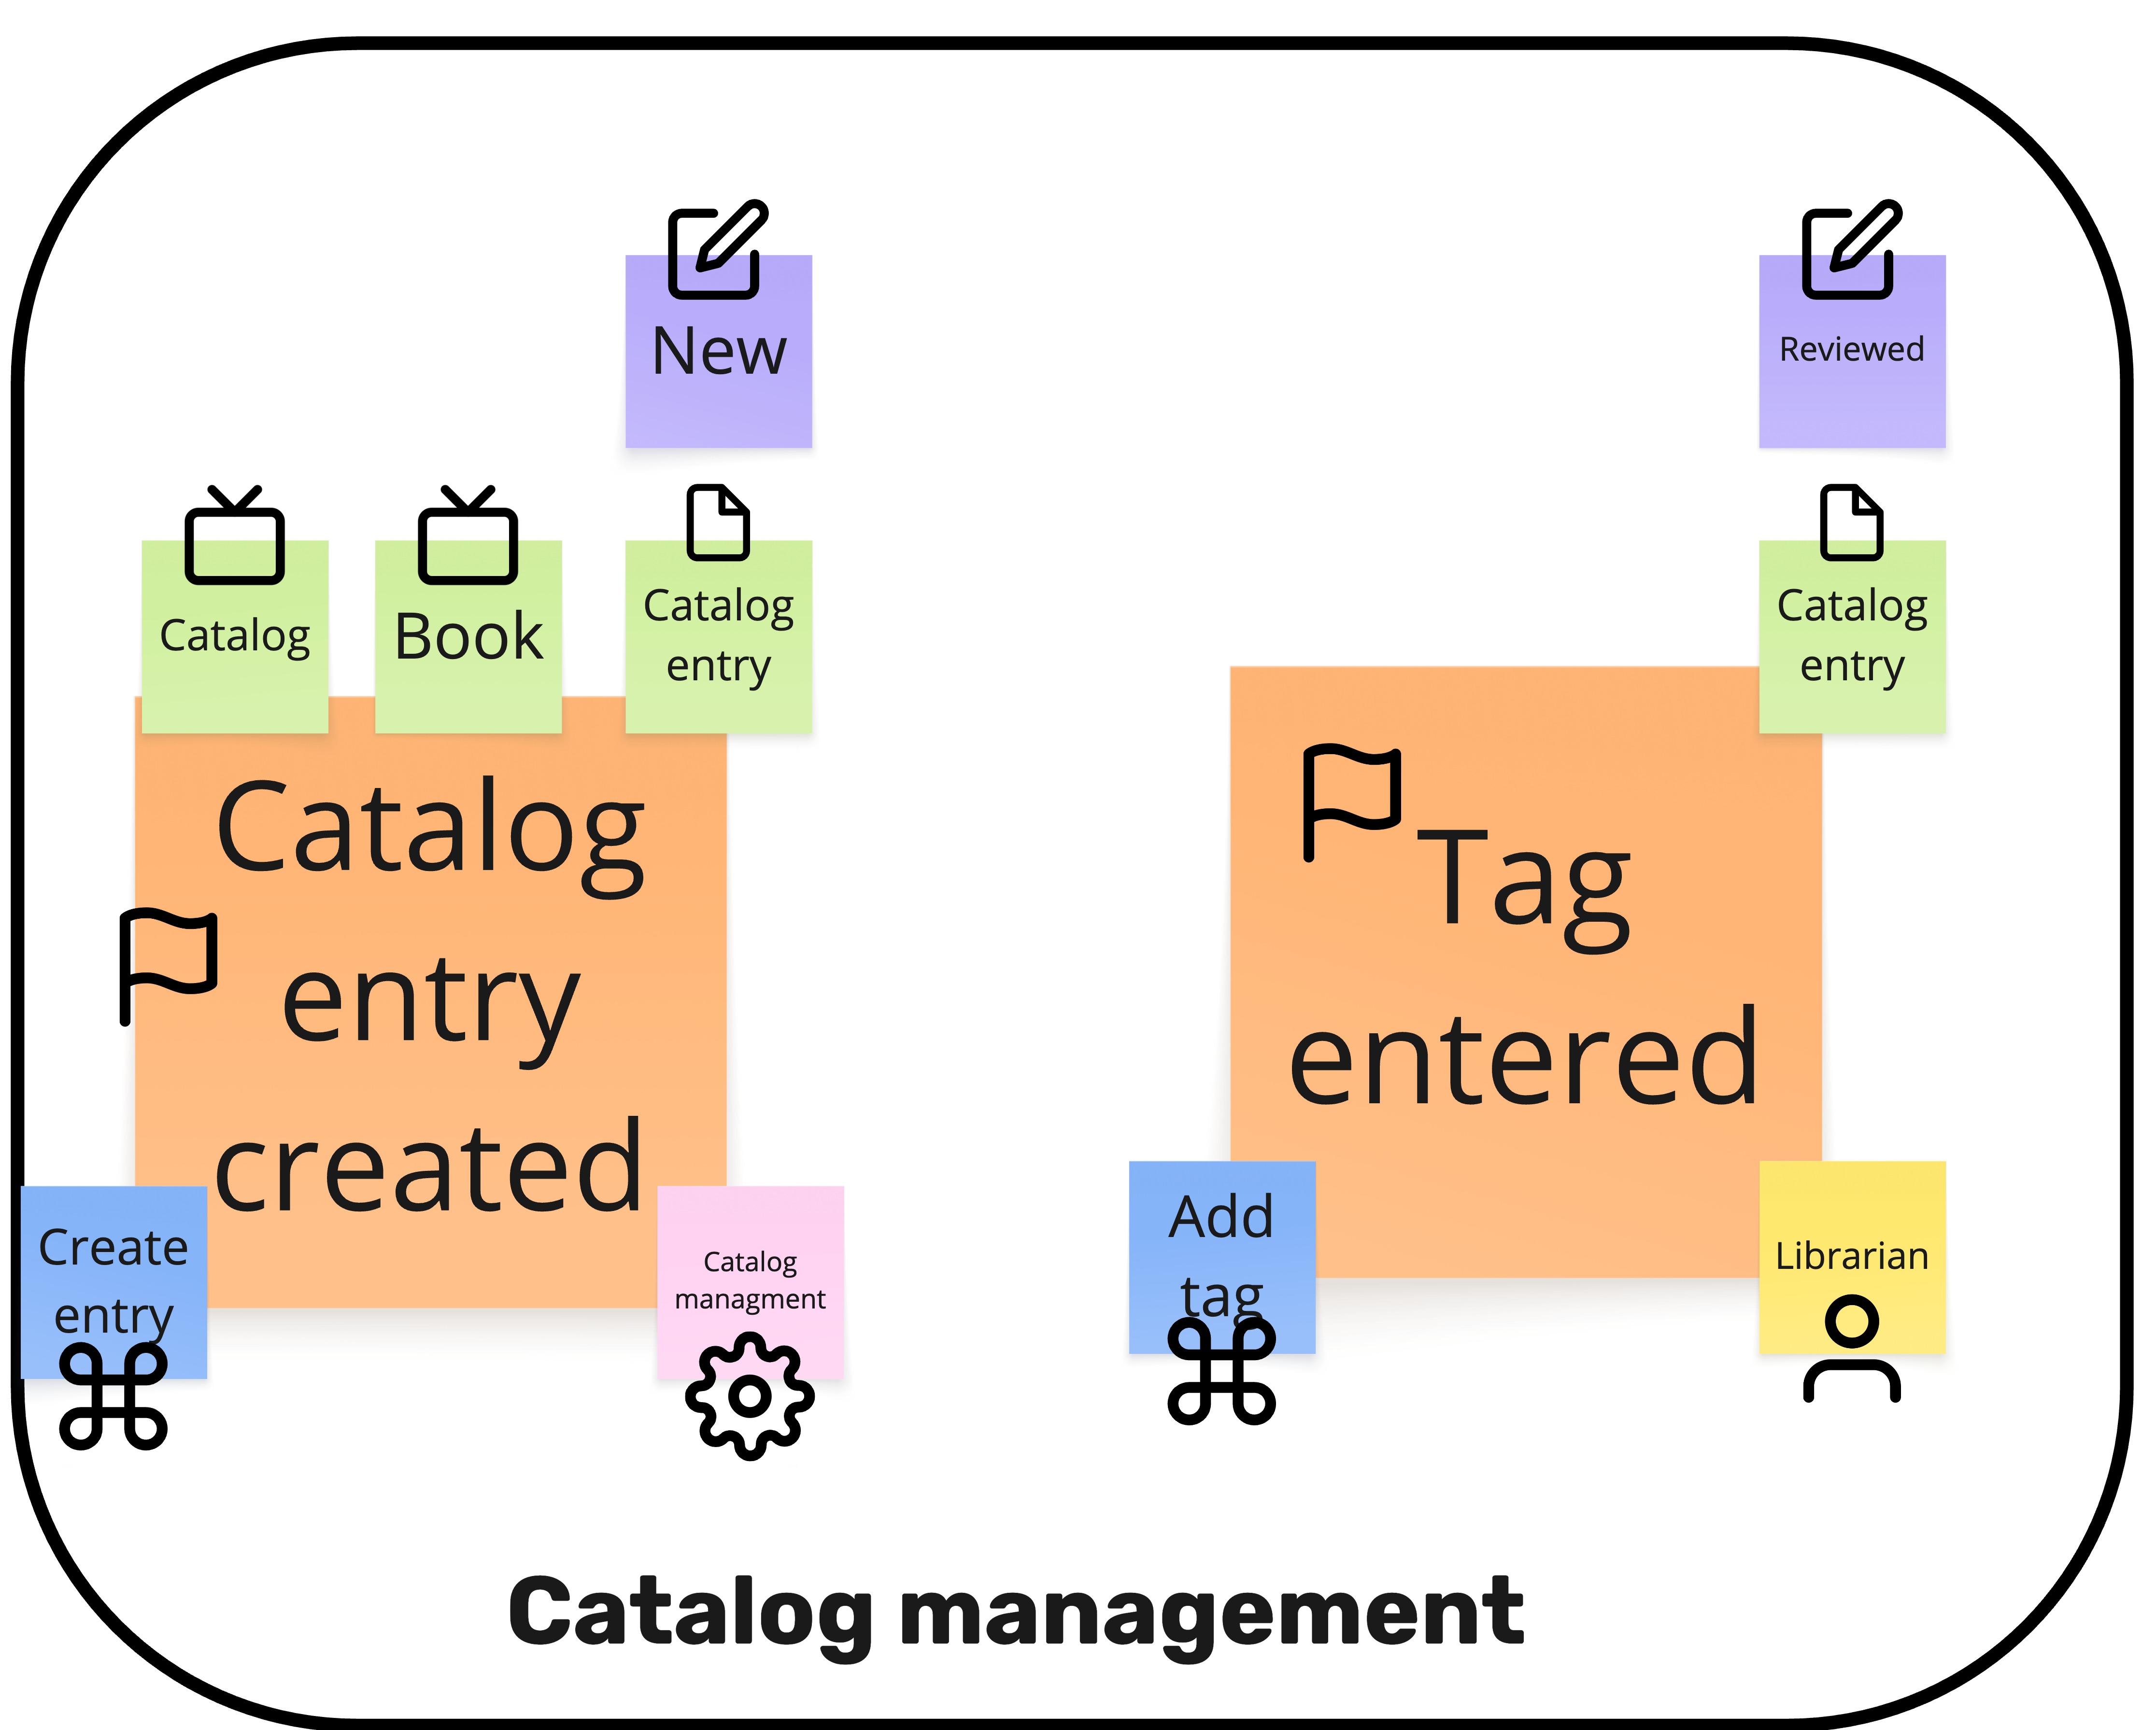 New
Reviewed
Catalog
Book
Catalog
entry
Catalog
entry
Catalog
entry
created
Tag
entered
Create
entry
Catalog
managment
Add
tag
Librarian
Catalog management